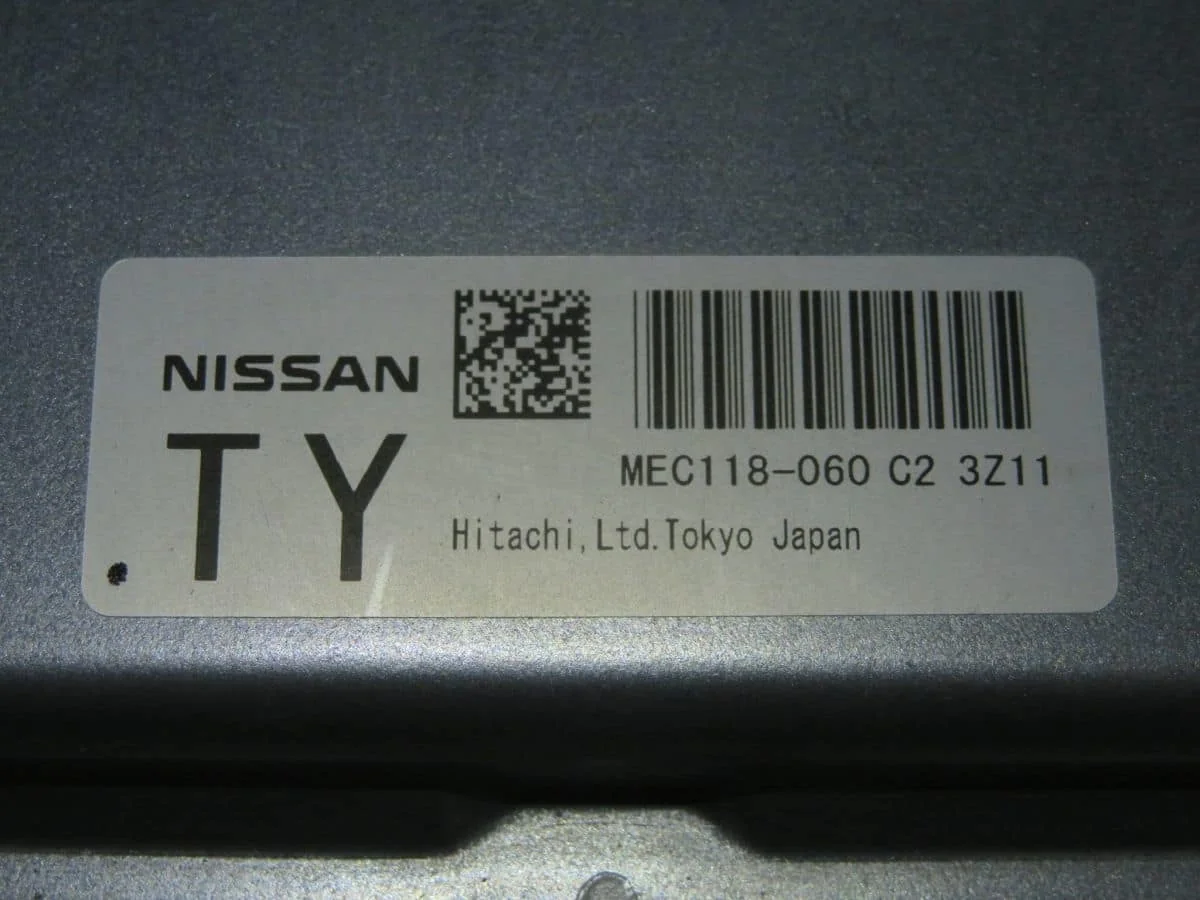 NISSAN
TY
MEC118-060 C2 3Z11
Hitachi,Ltd.Tokyo Japan